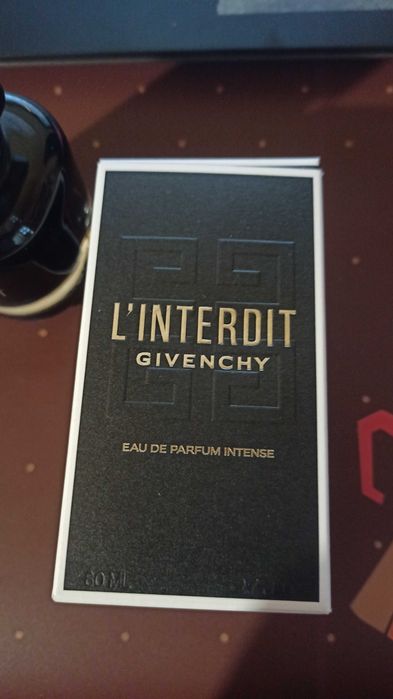 L'INTERDIT
GIVENCHY
EAU DE PARFUM INTENSE